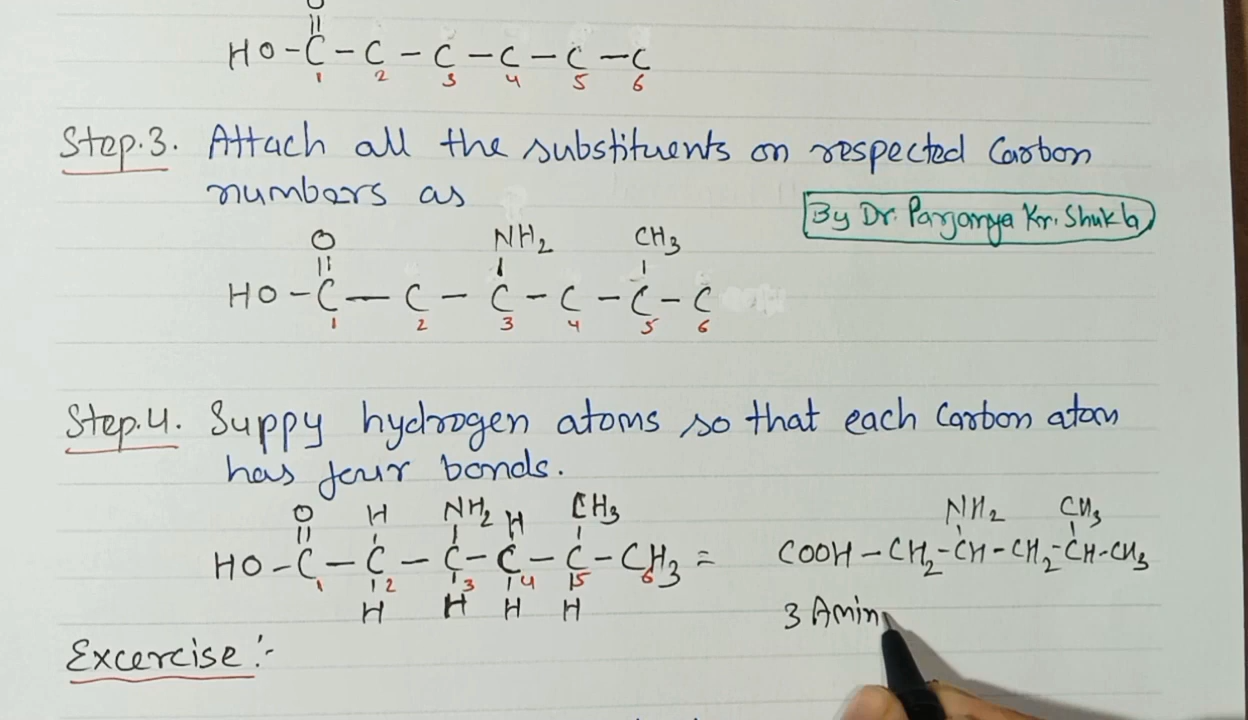 O
||
HO-C-C-C-C-C-C
1 2 3 4 5 6
Step.3. Attach all the substituents on respected Carbon
numbers as
By Dr. Parjanya Kr. Shukla
O NH2 CH3
|| | |
HO-C-C-C-C-C-C
1 2 3 4 5 6
Step.4. Suppy hydrogen atoms so that each Carbon atom
has four bonds.
O H NH2 H CH3
HO-C-C-C-C-C-CH3 = COOH-CH2-CH-CH2-CH-CH3
1 2 3 4 5 6
H H H H
NH2 CH3
3 Amin
Excercise:-